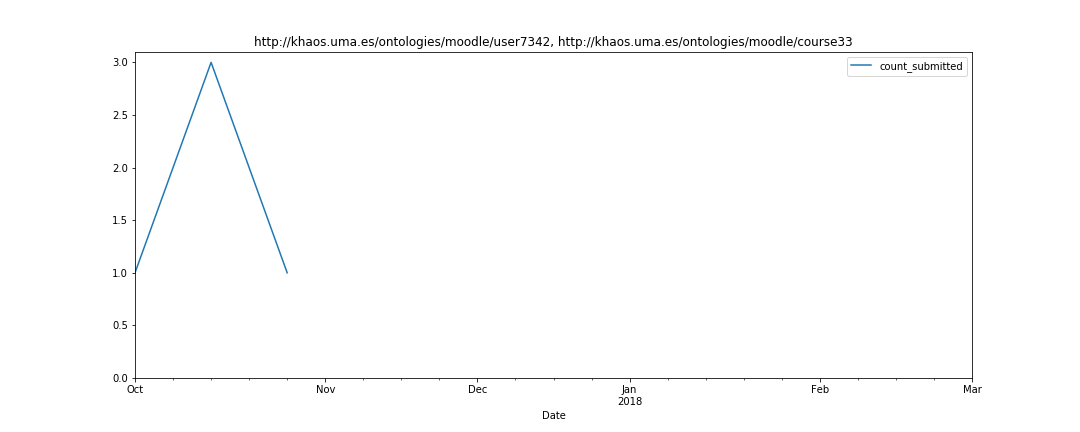 http://khaos.uma.es/ontologies/moodle/user7342, http://khaos.uma.es/ontologies/moodle/course33
count_submitted
3.0
2.5
2.0
1.5
1.0
0.5
0.0
Oct Nov Dec Jan Feb Mar
2018
Date